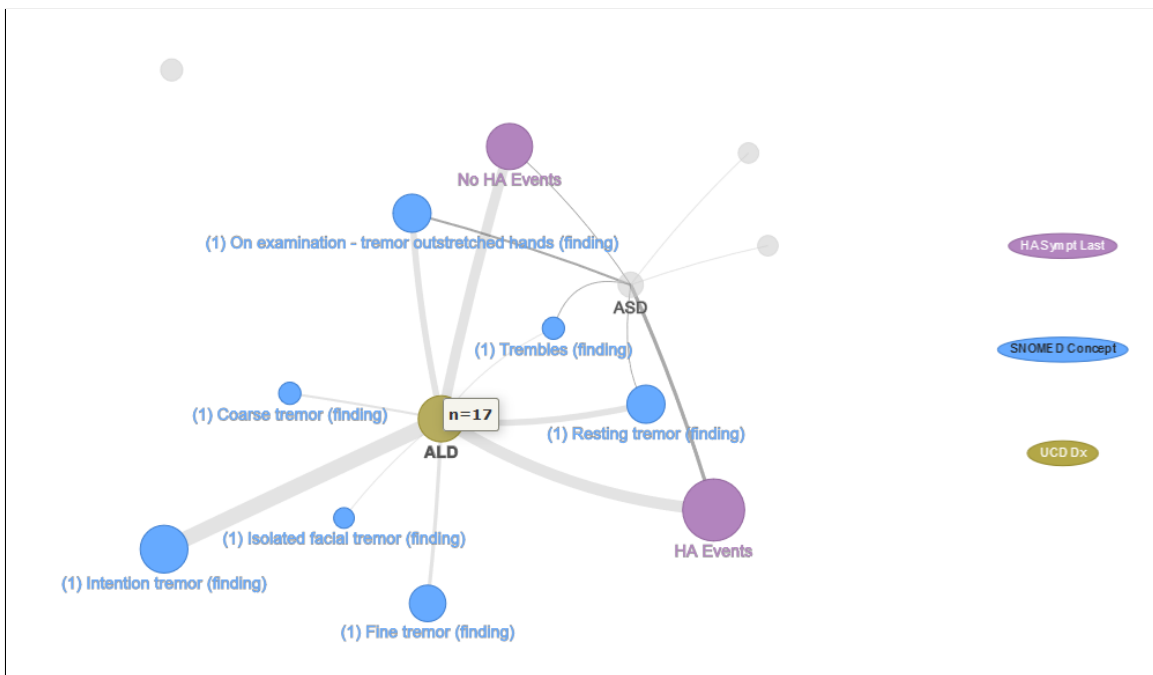 No HA Events
(1) On examination - tremor outstretched hands (finding)
HA Sympt Last
ASD
(1) Trembles (finding)
SNOMED Concept
(1) Coarse tremor (finding)
n=17
(1) Resting tremor (finding)
ALD
UCD Dx
(1) Isolated facial tremor (finding)
HA Events
(1) Intention tremor (finding)
(1) Fine tremor (finding)